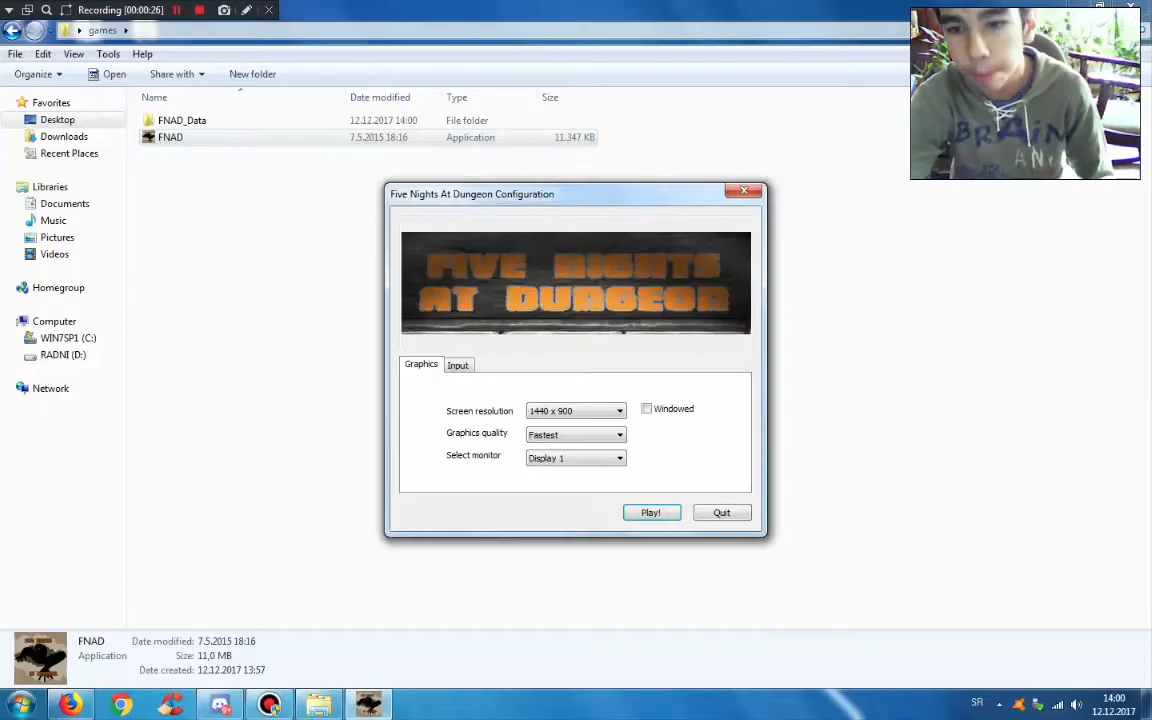 Recording [00:00:26]
games
File Edit View Tools Help
Organize Open Share with New folder
Name Date modified Type Size
Favorites
Desktop
Downloads
Recent Places
Libraries
Documents
Music
Pictures
Videos
Homegroup
Computer
WIN7SP1 (C:)
RADNI (D:)
Network
FNAD_Data 12.12.2017 14:00 File folder
FNAD 7.5.2015 18:16 Application 11.347 KB
BRAIN
AN
Five Nights At Dungeon Configuration
FIVE NIGHTS
AT DUNGEON
Graphics Input
Screen resolution 1440 x 900 Windowed
Graphics quality Fastest
Select monitor Display 1
Play! Quit
FNAD Date modified: 7.5.2015 18:16
Application Size: 11,0 MB
Date created: 12.12.2017 13:57
SR
14:00
12.12.2017